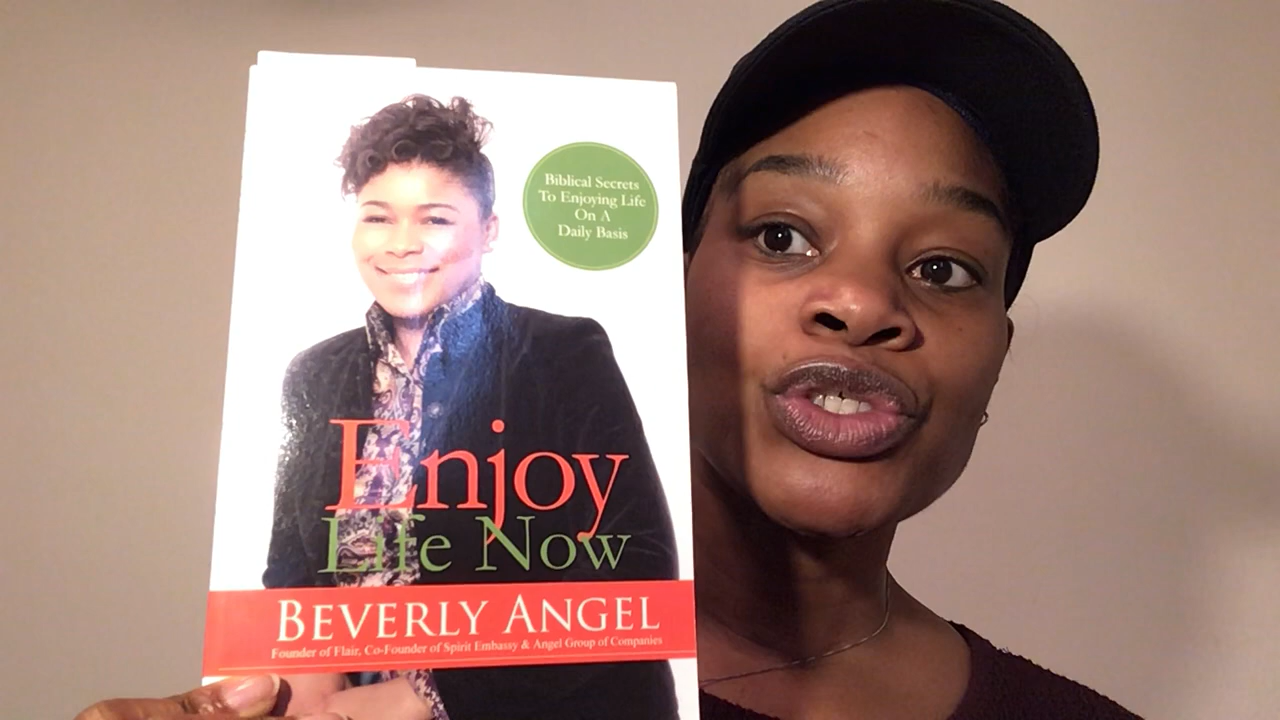 Biblical Secrets
To Enjoying Life
On A
Daily Basis
Enjoy
Life Now
BEVERLY ANGEL
Founder of Flair, Co-Founder of Spirit Embassy & Angel Group of Companies